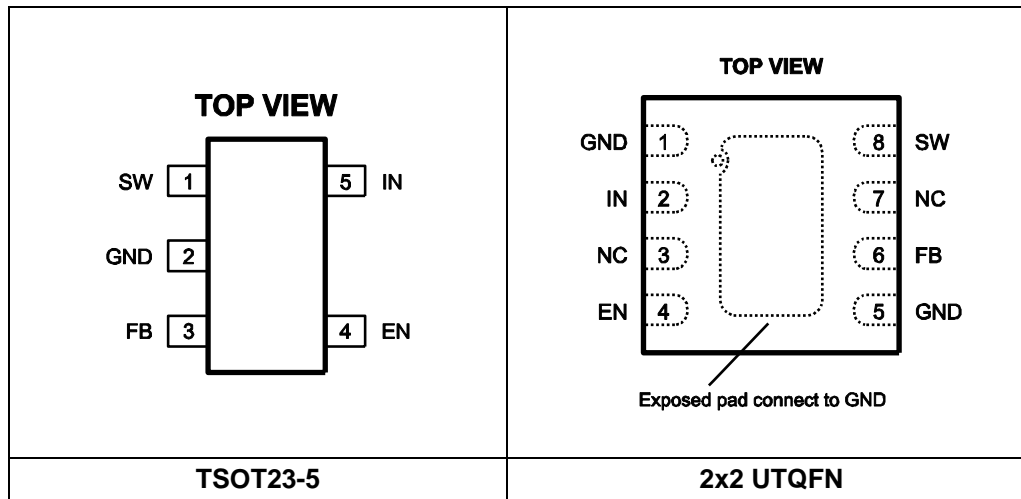 TOP VIEW
SW 1 5 IN
GND 2
FB 3 4 EN
TSOT23-5
TOP VIEW
GND 1 8 SW
IN 2 7 NC
NC 3 6 FB
EN 4 5 GND
Exposed pad connect to GND
2x2 UTQFN